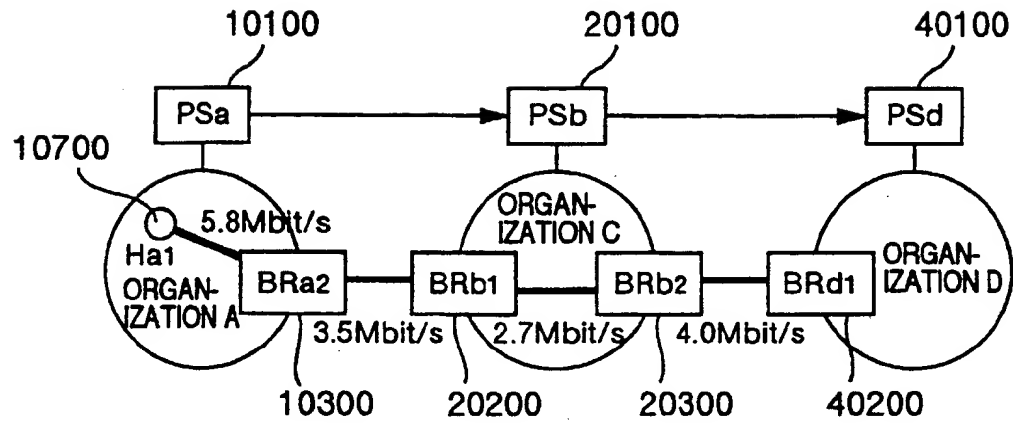 10100
20100
40100
PSa
PSb
PSd
10700
5.8Mbit/s
ORGAN-
IZATION C
Ha1
ORGAN-
IZATION A
BRa2
BRb1
BRb2
BRd1
ORGAN-
IZATION D
3.5Mbit/s
2.7Mbit/s
4.0Mbit/s
10300
20200
20300
40200